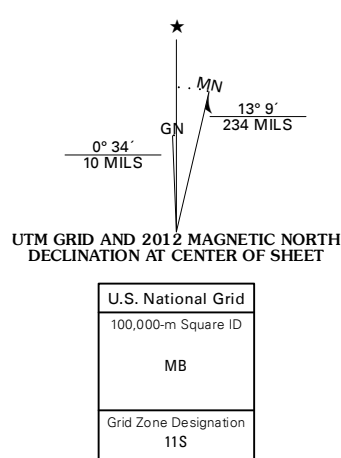 ★
MN
GN
13° 9´
234 MILS
0° 34´
10 MILS
UTM GRID AND 2012 MAGNETIC NORTH
DECLINATION AT CENTER OF SHEET
U.S. National Grid
100,000-m Square ID
MB
Grid Zone Designation
11S